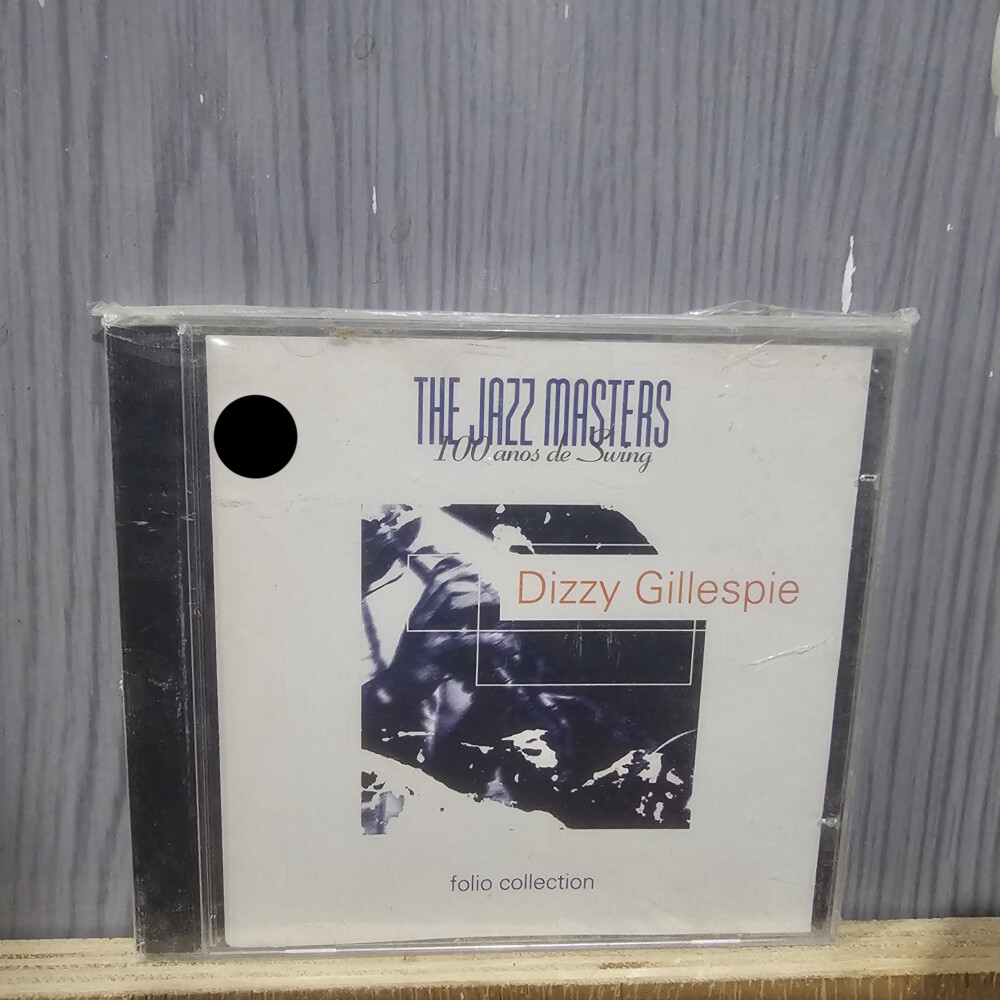 THE JAZZ MASTERS
100 anos de Swing
Dizzy Gillespie
folio collection